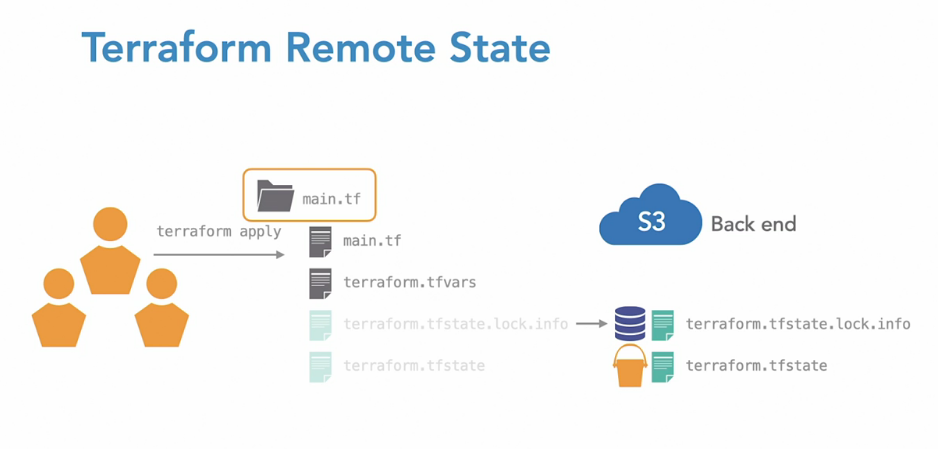 Terraform Remote State
main.tf
terraform apply
main.tf
terraform.tfvars
terraform.tfstate.lock.info
terraform.tfstate
S3 Back end
terraform.tfstate.lock.info
terraform.tfstate